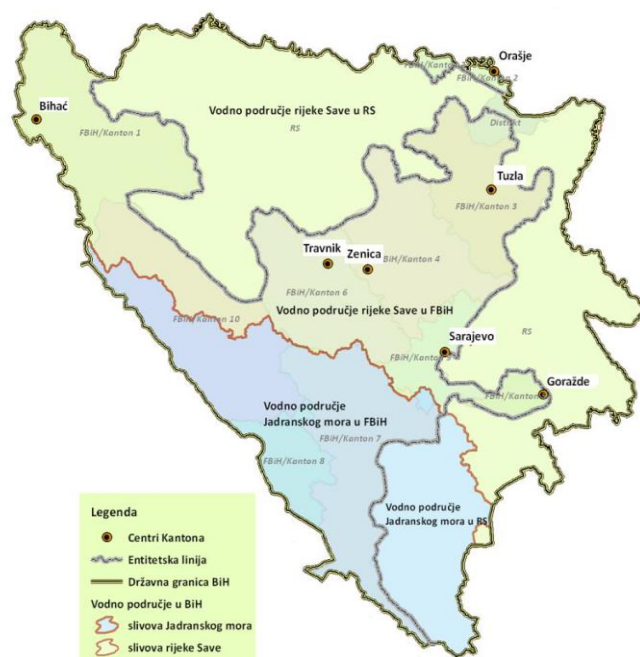 Orašje
FBiH/Kanton 2
Bihać
FBiH/Kanton 1
Vodno područje rijeke Save u RS
RS
Distrikt
Tuzla
FBiH/Kanton 3
Travnik
Zenica
FBiH/Kanton 4
FBiH/Kanton 6
Vodno područje rijeke Save u FBiH
FBiH/Kanton 10
Sarajevo
RS
FBiH/Kanton
Goražde
FBiH/Kanton
Vodno područje
Jadranskog mora u FBiH
FBiH/Kanton 7
FBiH/Kanton 8
Vodno područje
Jadranskog mora u RS
Legenda
Centri Kantona
Entitetska linija
Državna granica BiH
Vodno područje u BiH
slivova Jadranskog mora
slivova rijeke Save